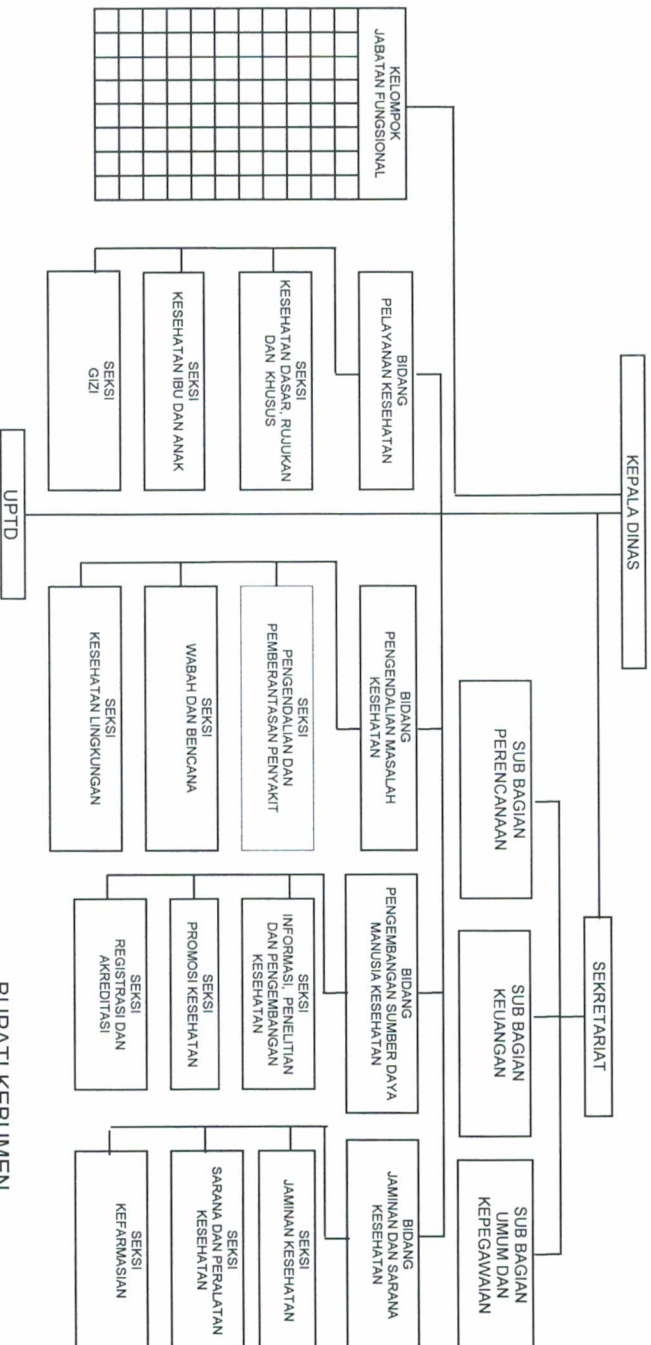 KEPALA DINAS
SEKRETARIAT
SUB BAGIAN
PERENCANAAN
SUB BAGIAN
KEUANGAN
SUB BAGIAN
UMUM DAN
KEPEGAWAIAN
KELOMPOK
JABATAN FUNGSIONAL
BIDANG
PELAYANAN KESEHATAN
SEKSI
KESEHATAN DASAR, RUJUKAN
DAN KHUSUS
SEKSI
KESEHATAN IBU DAN ANAK
SEKSI
GIZI
BIDANG
PENGENDALIAN MASALAH
KESEHATAN
SEKSI
PENGENDALIAN DAN
PEMBERANTASAN PENYAKIT
SEKSI
WABAH DAN BENCANA
SEKSI
KESEHATAN LINGKUNGAN
BIDANG
PENGEMBANGAN SUMBER DAYA
MANUSIA KESEHATAN
SEKSI
INFORMASI, PENELITIAN
DAN PENGEMBANGAN
KESEHATAN
SEKSI
PROMOSI KESEHATAN
SEKSI
REGISTRASI DAN
AKREDITASI
BIDANG
JAMINAN DAN SARANA
KESEHATAN
SEKSI
JAMINAN KESEHATAN
SEKSI
SARANA DAN PERALATAN
KESEHATAN
SEKSI
KEFARMASIAN
UPTD
BUPATI KEBUMEN